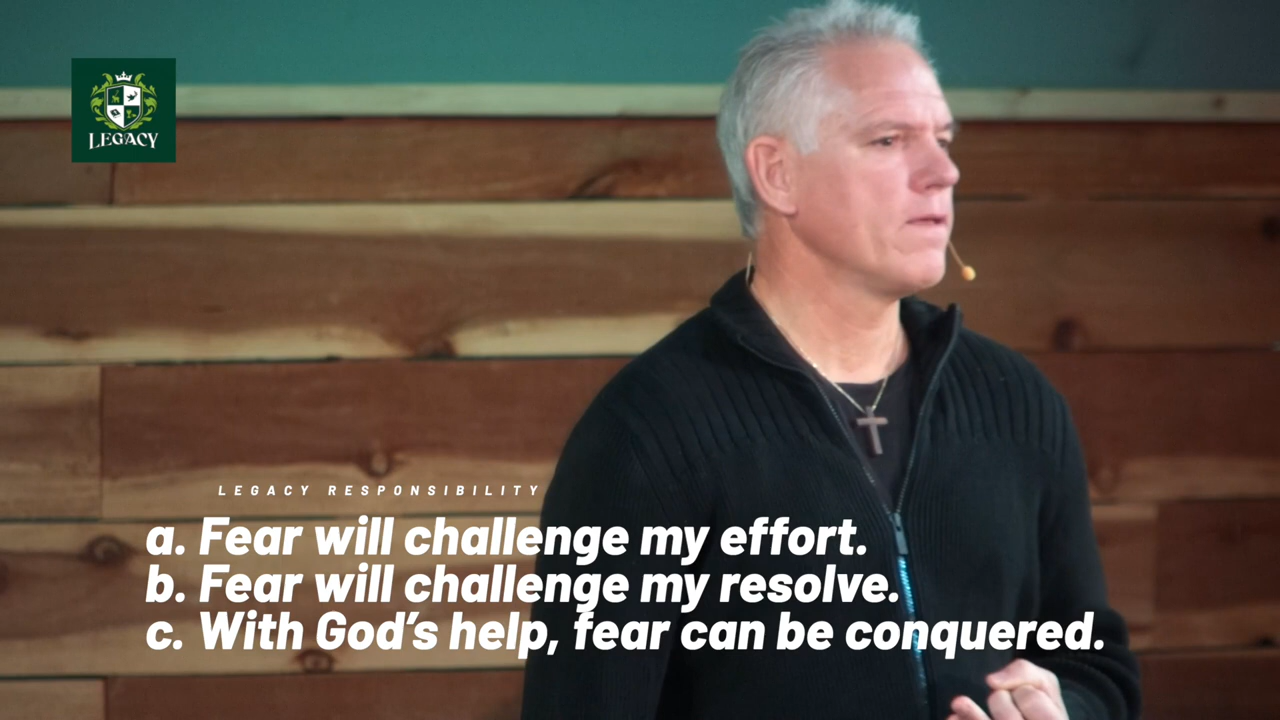 LEGACY
LEGACY RESPONSIBILITY
a. Fear will challenge my effort.
b. Fear will challenge my resolve.
c. With God’s help, fear can be conquered.